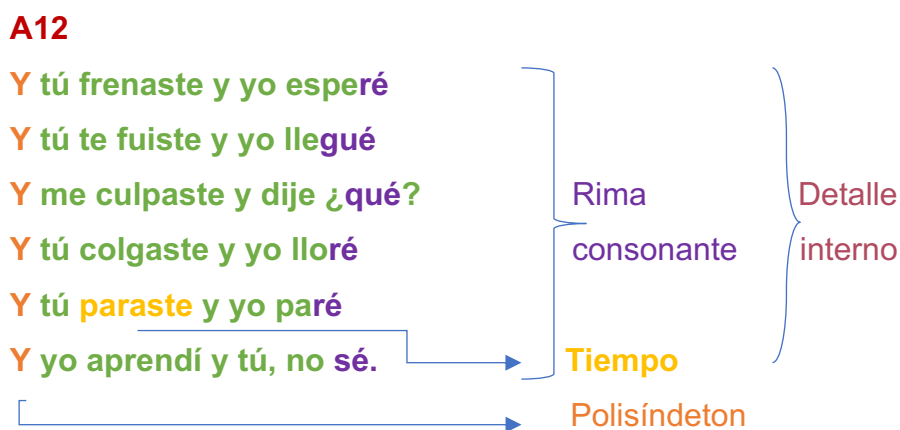 A12
Y tú frenaste y yo esperé
Y tú te fuiste y yo llegué
Y me culpaste y dije ¿qué?
Y tú colgaste y yo lloré
Y tú paraste y yo paré
Y yo aprendí y tú, no sé.
Rima
consonante
Detalle
interno
Tiempo
Polisíndeton